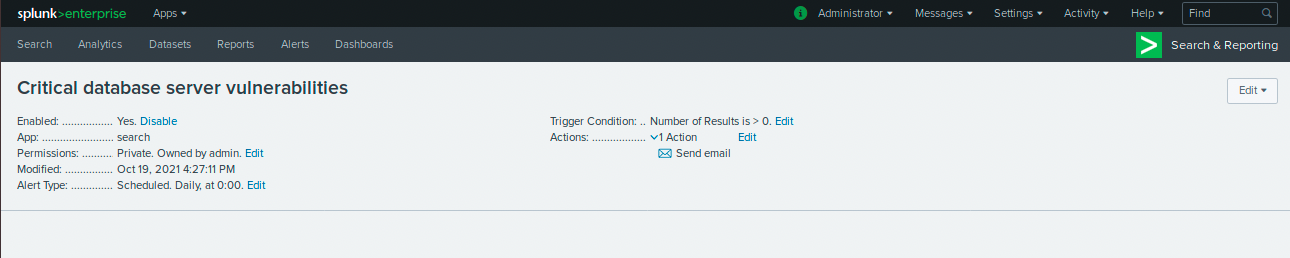 splunk>enterprise Apps Administrator Messages Settings Activity Help Find
Search Analytics Datasets Reports Alerts Dashboards Search & Reporting
Critical database server vulnerabilities Edit
Enabled: ................. Yes. Disable
App: ........................ search
Permissions: .......... Private. Owned by admin. Edit
Modified: ................ Oct 19, 2021 4:27:11 PM
Alert Type: .............. Scheduled. Daily, at 0:00. Edit
Trigger Condition: .. Number of Results is > 0. Edit
Actions: .................. 1 Action Edit
Send email